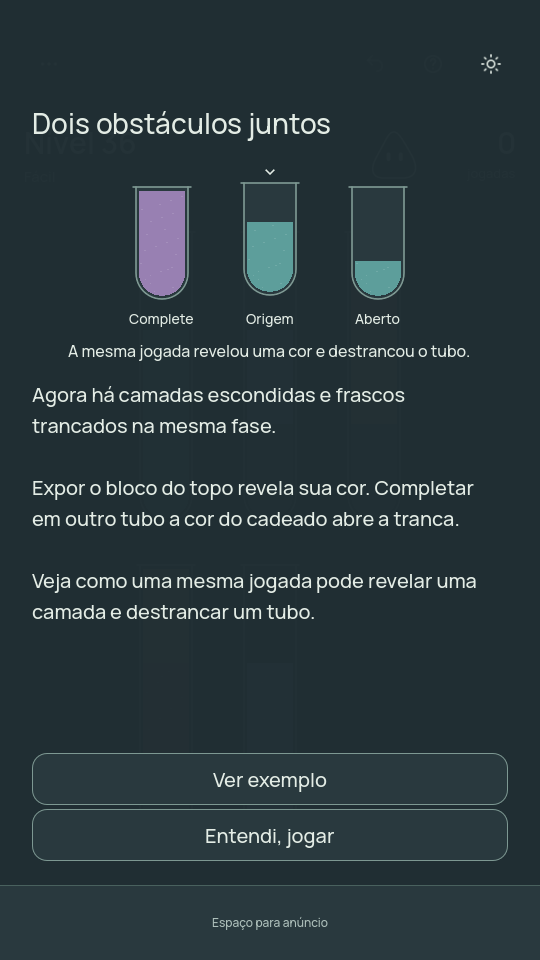 Dois obstáculos juntos
Complete
Origem
Aberto
A mesma jogada revelou uma cor e destrancou o tubo.
Agora há camadas escondidas e frascos
trancados na mesma fase.
Expor o bloco do topo revela sua cor. Completar
em outro tubo a cor do cadeado abre a tranca.
Veja como uma mesma jogada pode revelar uma
camada e destrancar um tubo.
Ver exemplo
Entendi, jogar
Espaço para anúncio